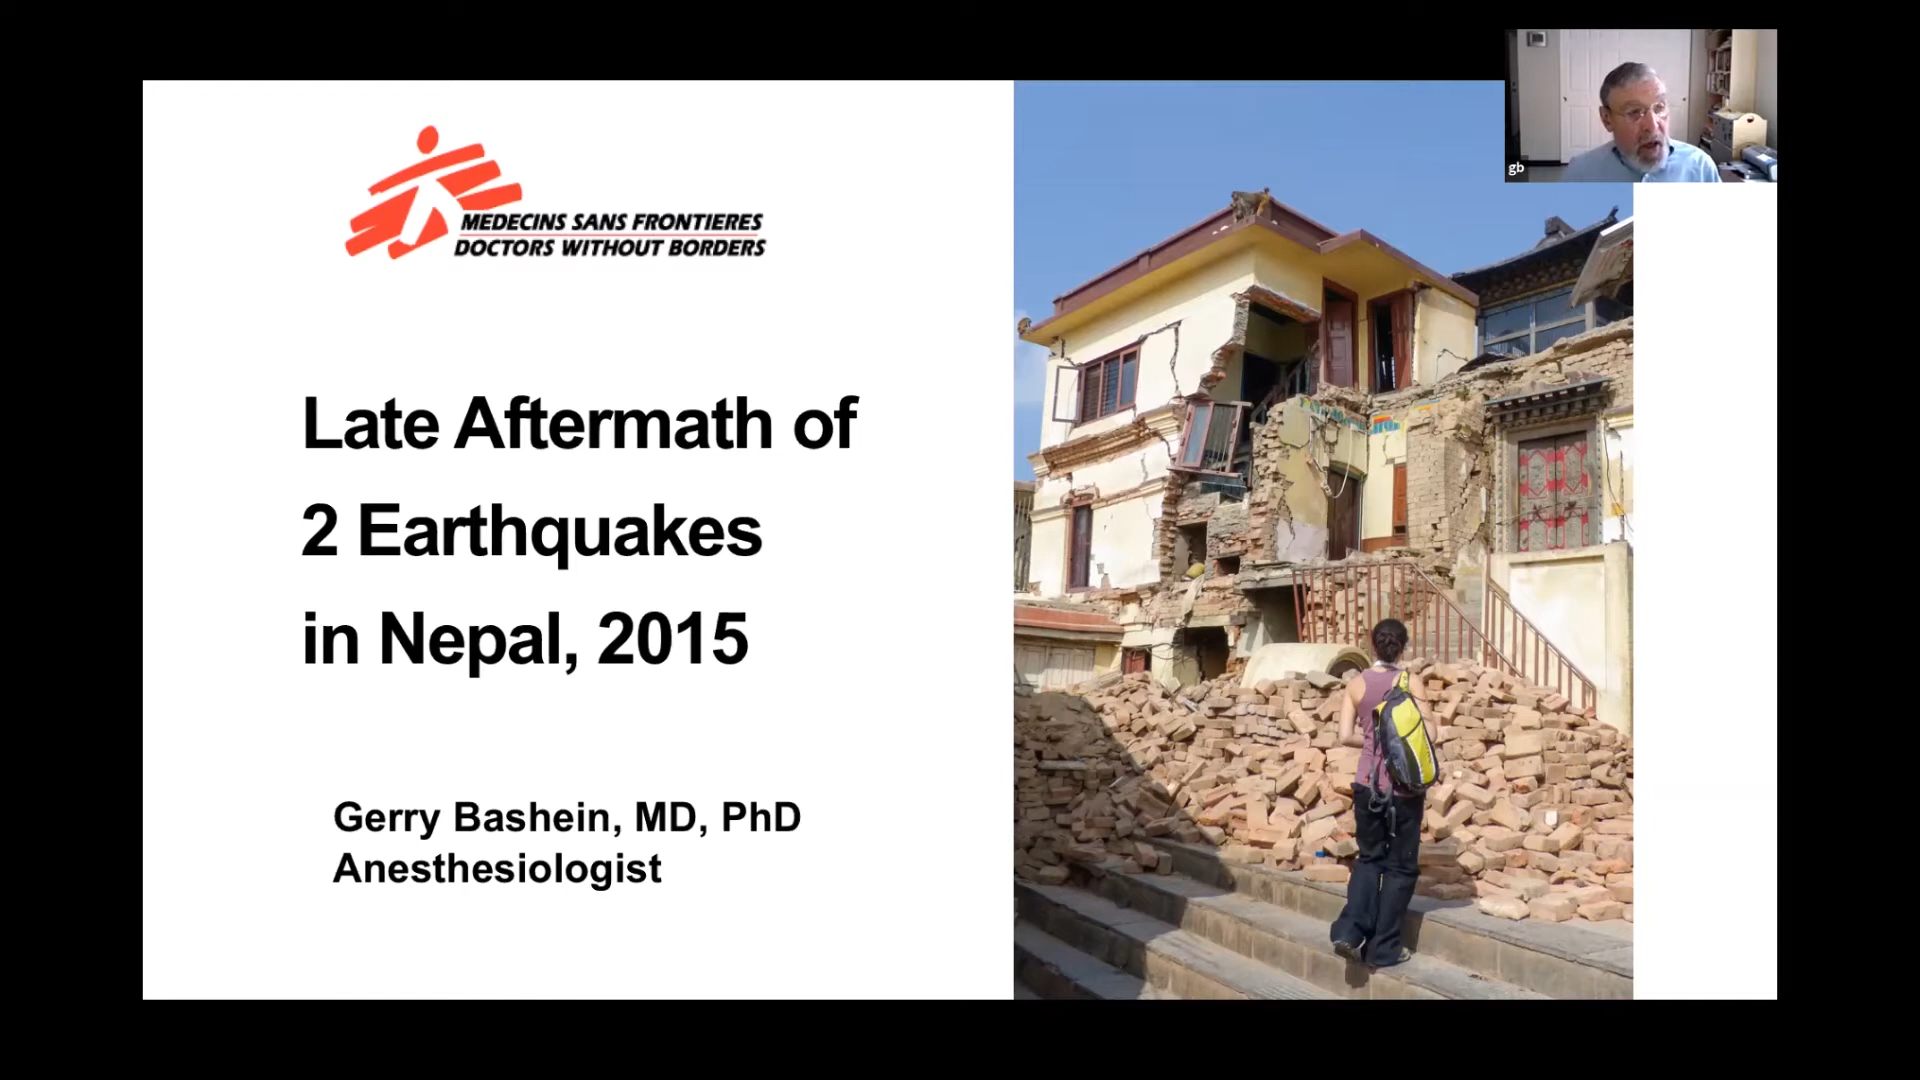 MEDECINS SANS FRONTIERES
DOCTORS WITHOUT BORDERS
Late Aftermath of
2 Earthquakes
in Nepal, 2015
Gerry Bashein, MD, PhD
Anesthesiologist
gb